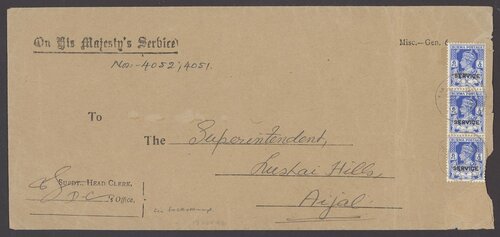 On His Majesty's Service
Misc.—Gen. 6
No. - 4052, 4051.
SERVICE
SERVICE
SERVICE
To
The Superintendent,
Lushai Hills,
Aijal.
SUPDT., HEAD CLERK.
D-C 's Office.